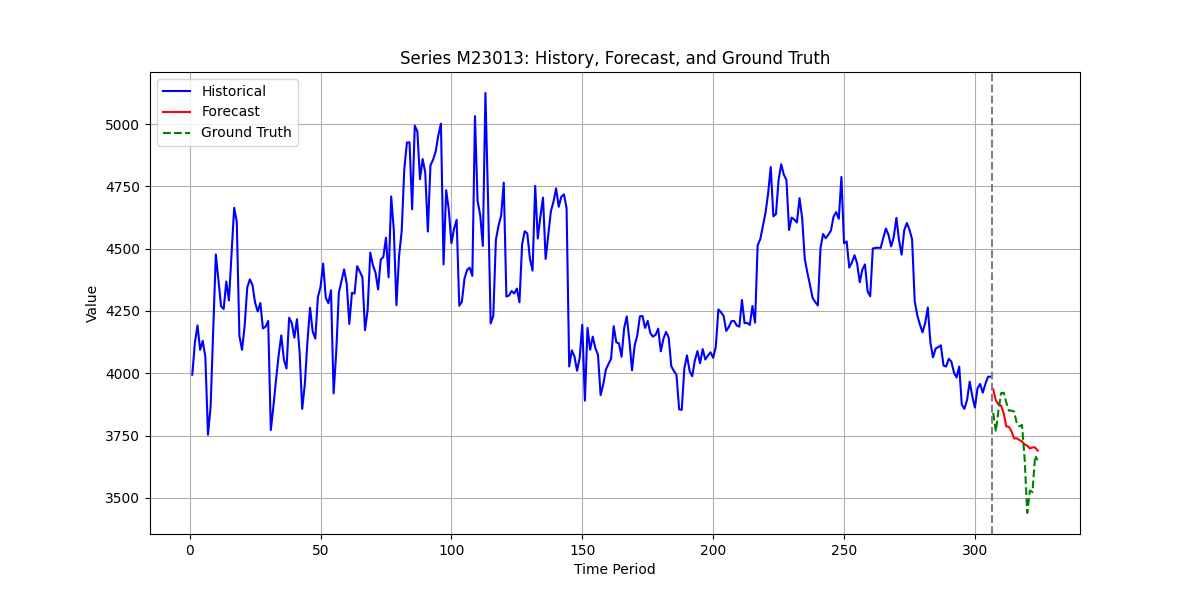 Series M23013: History, Forecast, and Ground Truth
Historical
Forecast
Ground Truth
5000
4750
4500
4250
4000
3750
3500
Value
0 50 100 150 200 250 300
Time Period